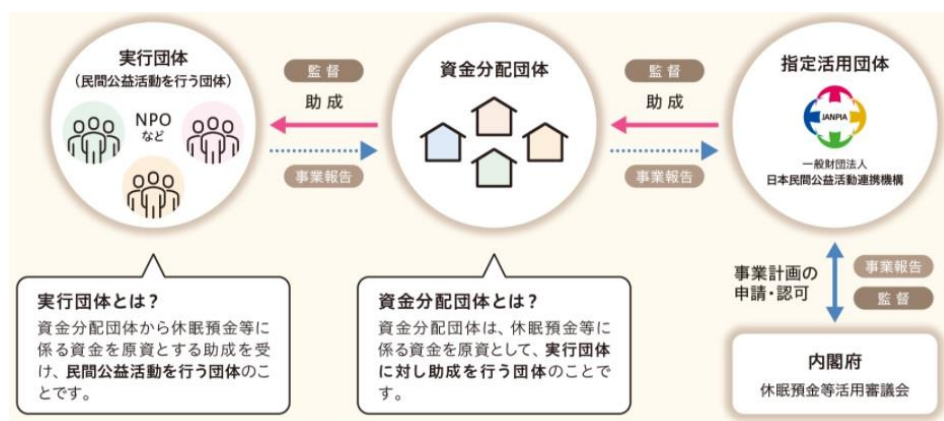 実行団体
(民間公益活動を行う団体)
NPO
など
監督
助成
事業報告
資金分配団体
監督
助成
事業報告
指定活用団体
JANPIA
一般財団法人
日本民間公益活動連携機構
実行団体とは?
資金分配団体から休眠預金等に
係る資金を原資とする助成を受
け、民間公益活動を行う団体のこ
とです。
資金分配団体とは?
資金分配団体は、休眠預金等に
係る資金を原資として、実行団体
に対し助成を行う団体のことで
す。
事業計画の
申請・認可
事業報告
監督
内閣府
休眠預金等活用審議会